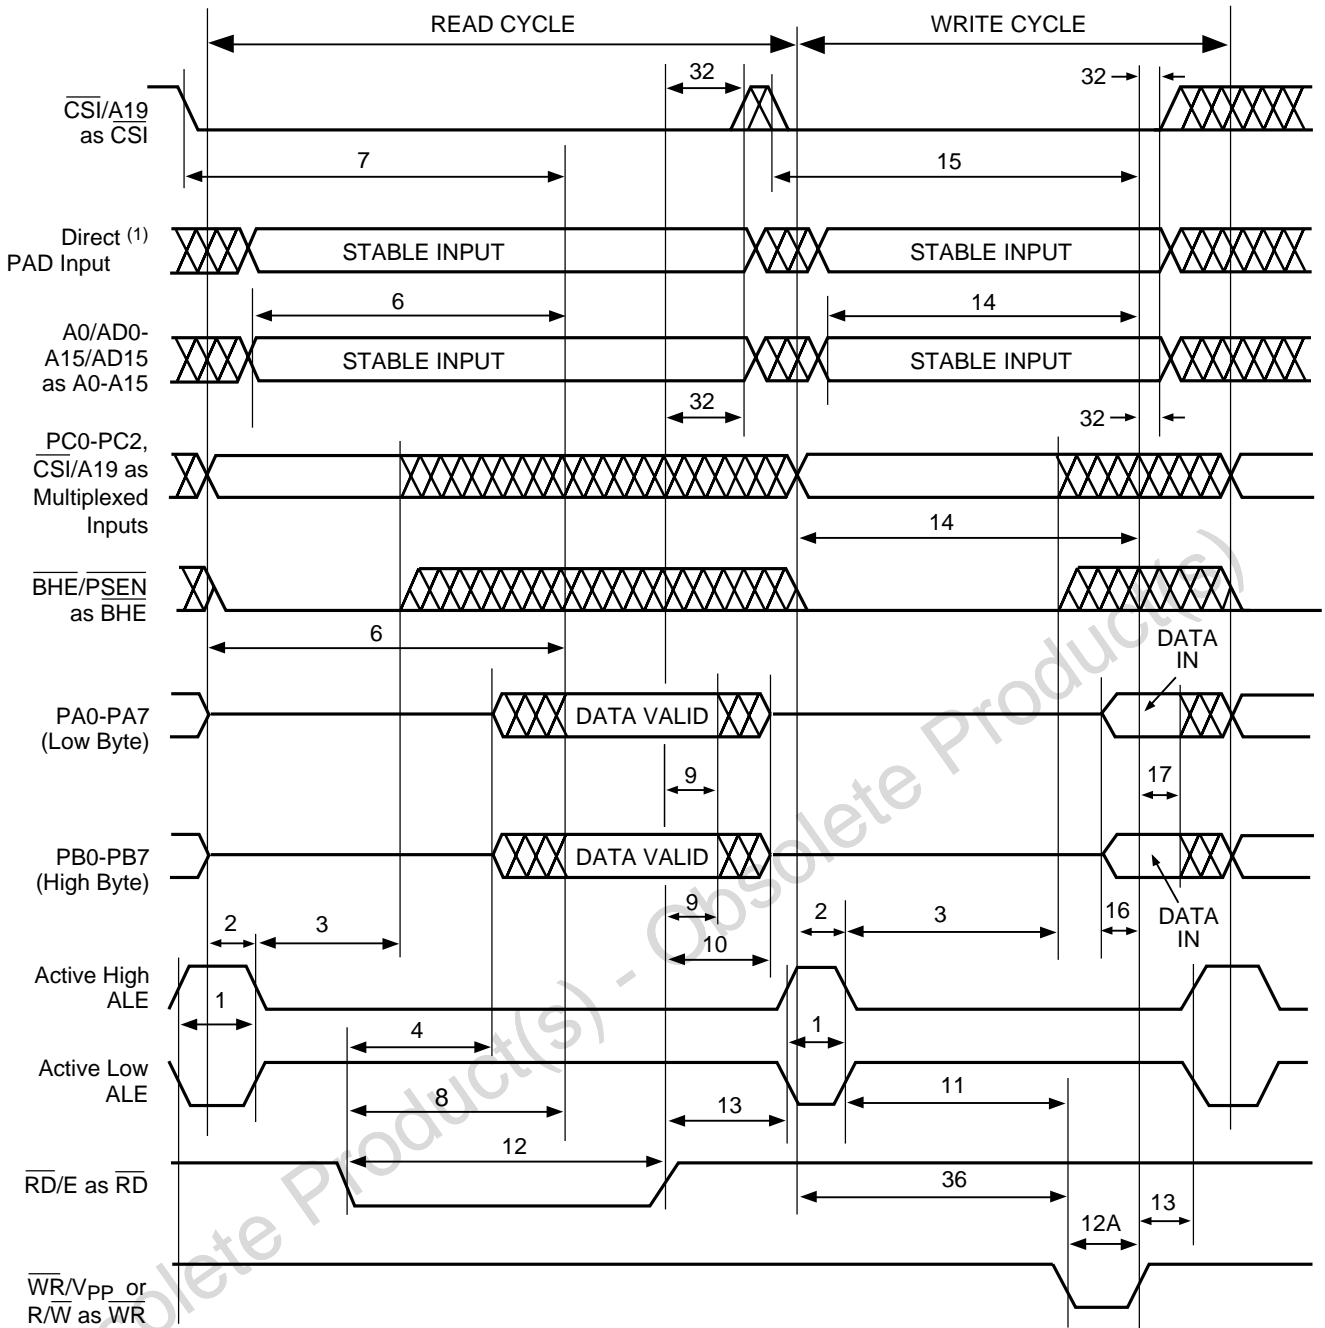 READ CYCLE
WRITE CYCLE
32
32
CSI/A19
as CSI
7
15
Direct (1)
PAD Input
STABLE INPUT
STABLE INPUT
6
14
A0/AD0-
A15/AD15
as A0-A15
STABLE INPUT
STABLE INPUT
32
32
PC0-PC2,
CSI/A19 as
Multiplexed
Inputs
14
BHE/PSEN
as BHE
6
DATA
IN
PA0-PA7
(Low Byte)
DATA VALID
9
17
PB0-PB7
(High Byte)
DATA VALID
9
2
3
2
3
16
DATA
IN
10
Active High
ALE
1
4
1
Active Low
ALE
8
13
11
12
RD/E as RD
36
13
12A
WR/VPP or
R/W as WR
Obsolete Product(s) - Obsolete Product(s)